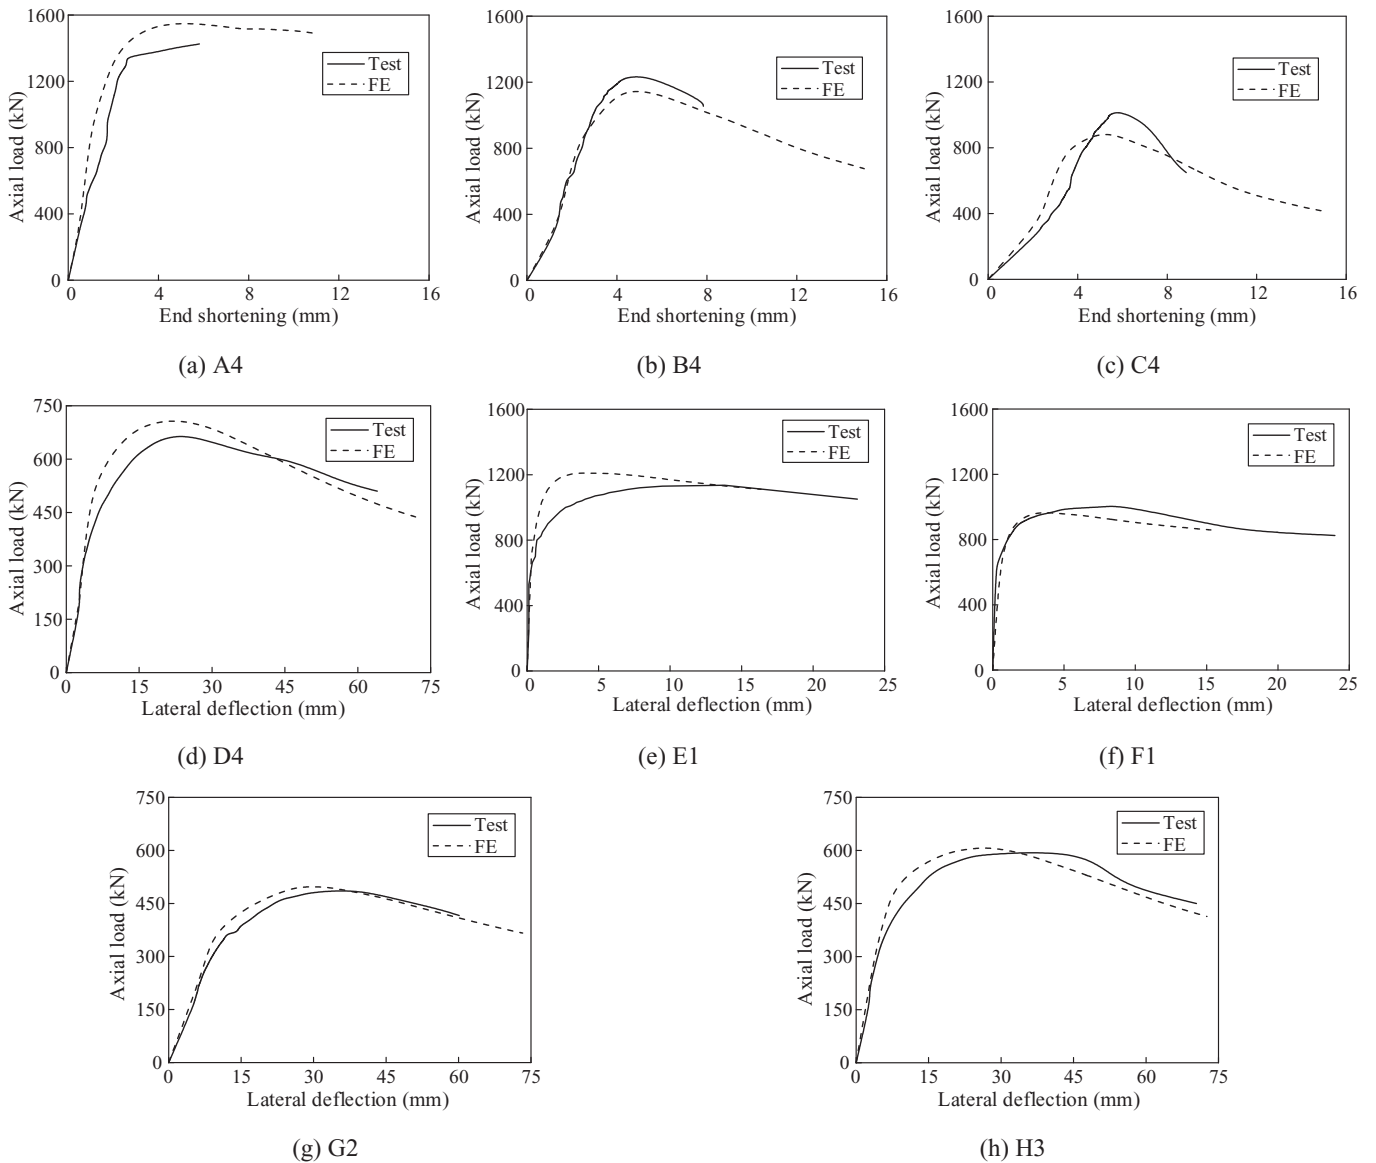 1600
1200
800
400
0
Axial load (kN)
Test
FE
0 4 8 12 16
End shortening (mm)
(a) A4
1600
1200
800
400
0
Axial load (kN)
Test
FE
0 4 8 12 16
End shortening (mm)
(b) B4
1600
1200
800
400
0
Axial load (kN)
Test
FE
0 4 8 12 16
End shortening (mm)
(c) C4
750
600
450
300
150
0
Axial load (kN)
Test
FE
0 15 30 45 60 75
Lateral deflection (mm)
(d) D4
1600
1200
800
400
0
Axial load (kN)
Test
FE
0 5 10 15 20 25
Lateral deflection (mm)
(e) E1
1600
1200
800
400
0
Axial load (kN)
Test
FE
0 5 10 15 20 25
Lateral deflection (mm)
(f) F1
750
600
450
300
150
0
Axial load (kN)
Test
FE
0 15 30 45 60 75
Lateral deflection (mm)
(g) G2
750
600
450
300
150
0
Axial load (kN)
Test
FE
0 15 30 45 60 75
Lateral deflection (mm)
(h) H3